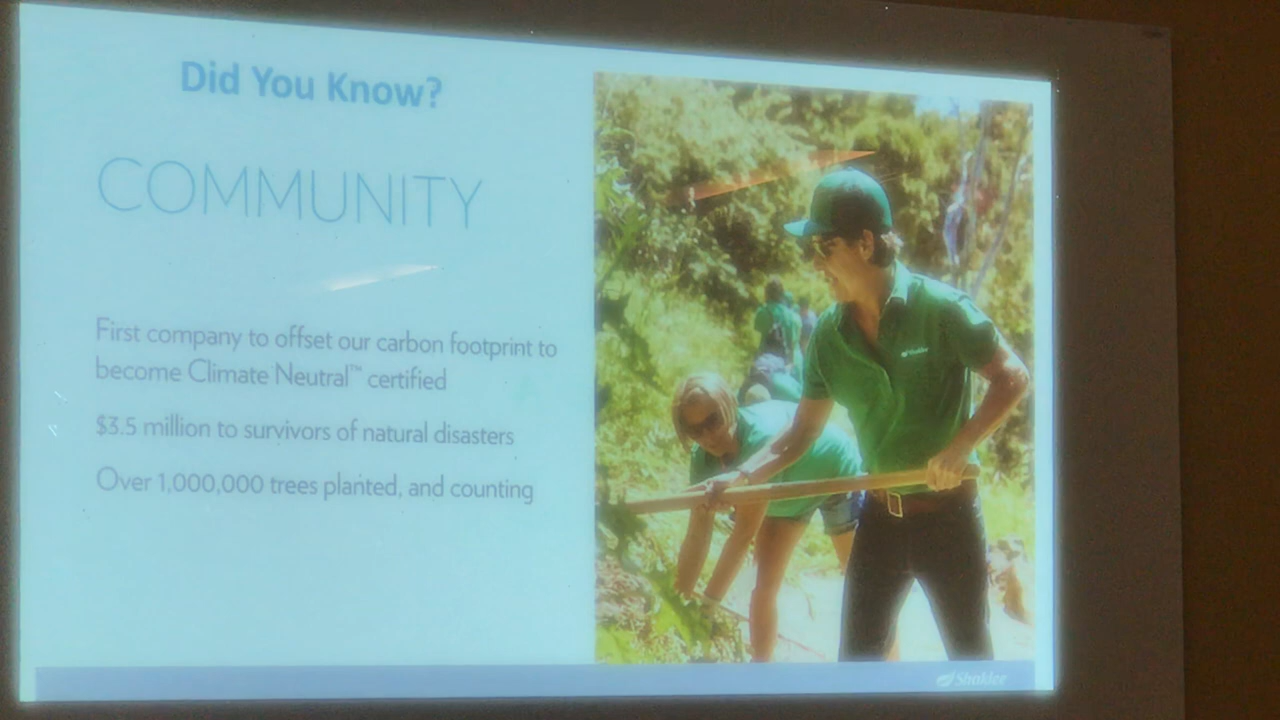 Did You Know?
COMMUNITY
First company to offset our carbon footprint to
become Climate Neutral™ certified
$3.5 million to survivors of natural disasters
Over 1,000,000 trees planted, and counting
Shaklee